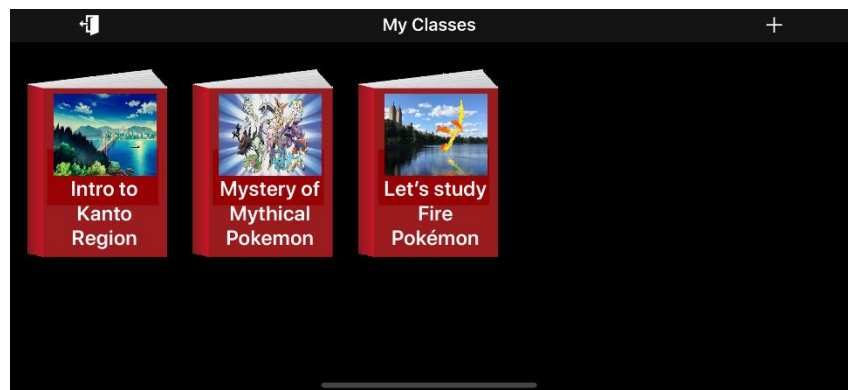 My Classes
Intro to
Kanto
Region
Mystery of
Mythical
Pokemon
Let's study
Fire
Pokémon